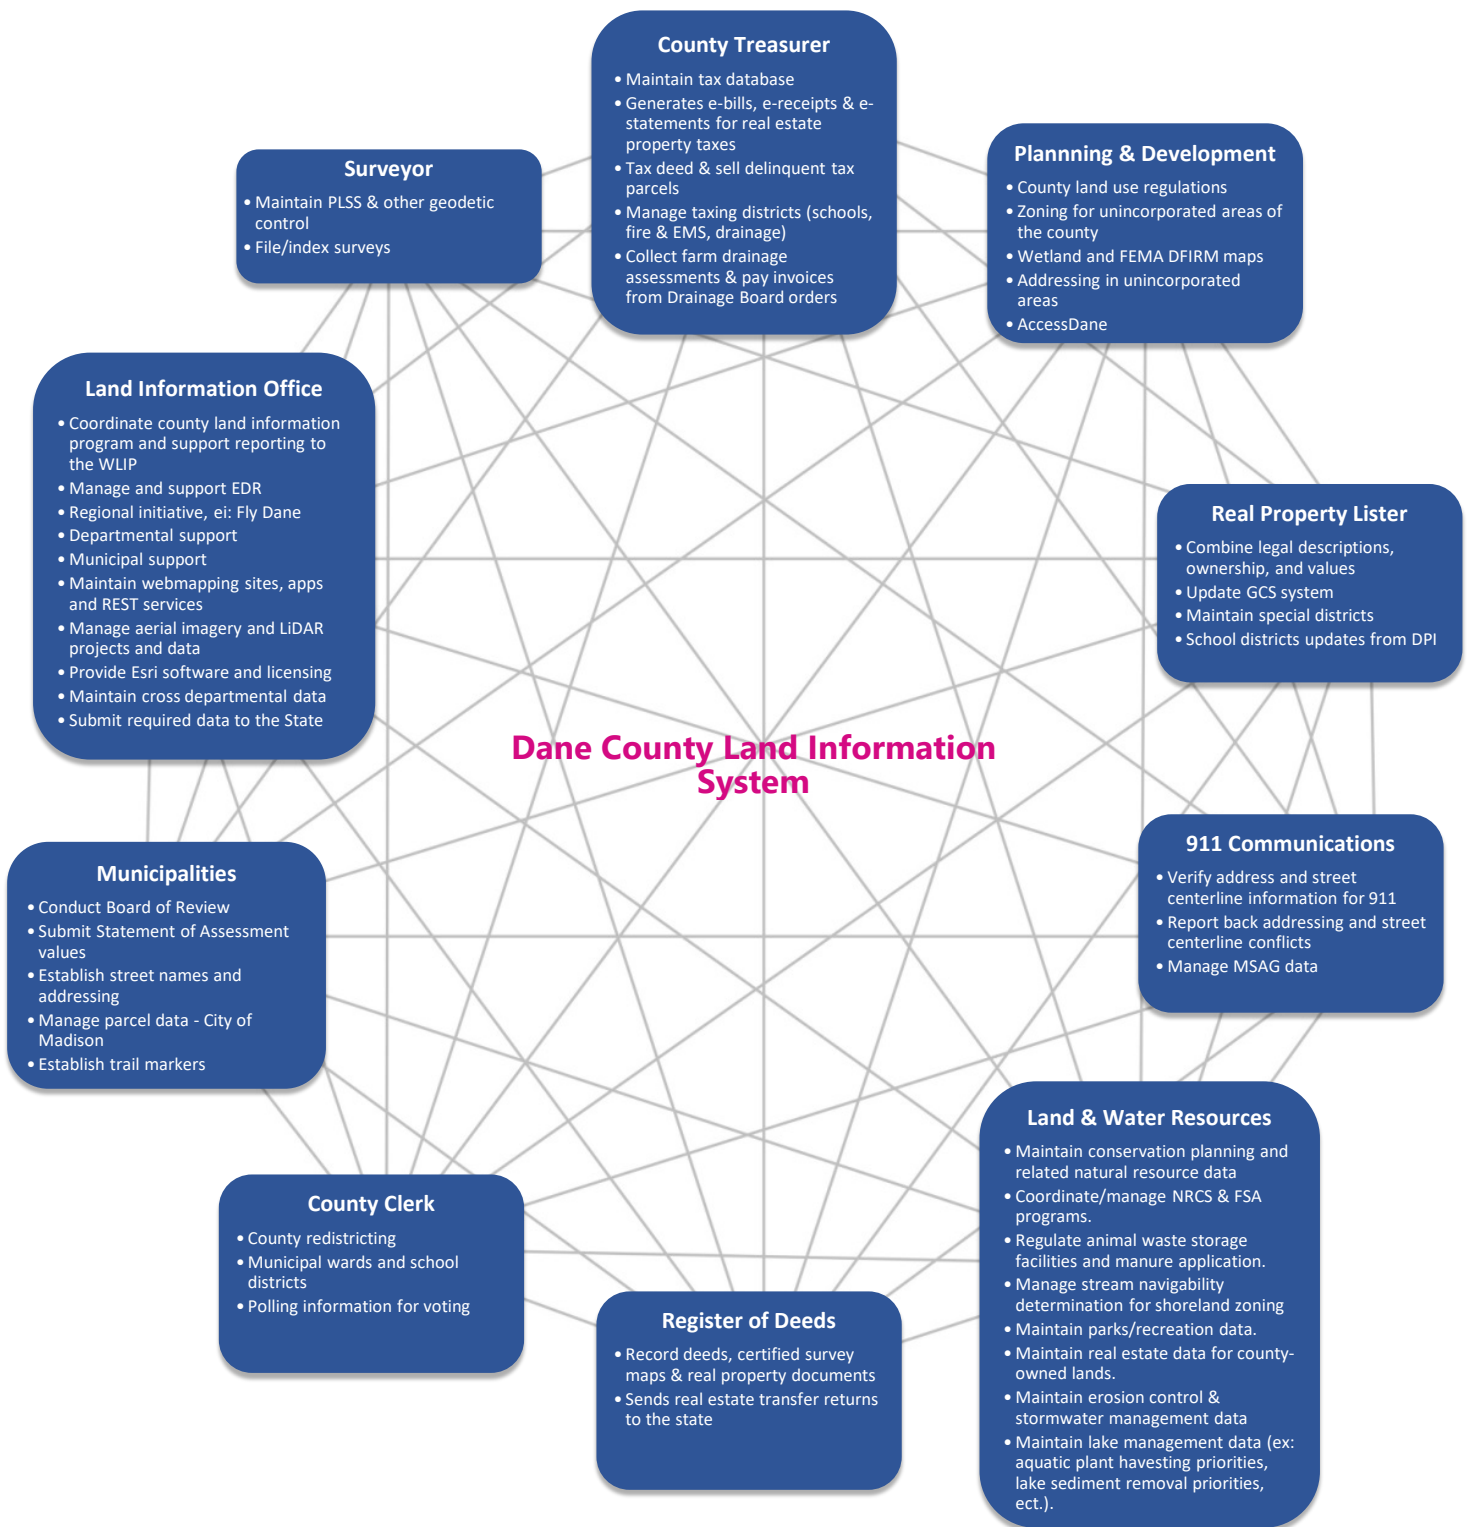 County Treasurer
• Maintain tax database
• Generates e-bills, e-receipts & e-
statements for real estate
property taxes
• Tax deed & sell delinquent tax
parcels
• Manage taxing districts (schools,
fire & EMS, drainage)
• Collect farm drainage
assessments & pay invoices
from Drainage Board orders
Plannning & Development
• County land use regulations
• Zoning for unincorporated areas of
the county
• Wetland and FEMA DFIRM maps
• Addressing in unincorporated
areas
• AccessDane
Surveyor
• Maintain PLSS & other geodetic
control
• File/index surveys
Land Information Office
• Coordinate county land information
program and support reporting to
the WLIP
• Manage and support EDR
• Regional initiative, ei: Fly Dane
• Departmental support
• Municipal support
• Maintain webmapping sites, apps
and REST services
• Manage aerial imagery and LiDAR
projects and data
• Provide Esri software and licensing
• Maintain cross departmental data
• Submit required data to the State
Real Property Lister
• Combine legal descriptions,
ownership, and values
• Update GCS system
• Maintain special districts
• School districts updates from DPI
Dane County Land Information
System
Municipalities
• Conduct Board of Review
• Submit Statement of Assessment
values
• Establish street names and
addressing
• Manage parcel data - City of
Madison
• Establish trail markers
911 Communications
• Verify address and street
centerline information for 911
• Report back addressing and street
centerline conflicts
• Manage MSAG data
County Clerk
• County redistricting
• Municipal wards and school
districts
• Polling information for voting
Register of Deeds
• Record deeds, certified survey
maps & real property documents
• Sends real estate transfer returns
to the state
Land & Water Resources
• Maintain conservation planning and
related natural resource data
• Coordinate/manage NRCS & FSA
programs.
• Regulate animal waste storage
facilities and manure application.
• Manage stream navigability
determination for shoreland zoning
• Maintain parks/recreation data.
• Maintain real estate data for county-
owned lands.
• Maintain erosion control &
stormwater management data
• Maintain lake management data (ex:
aquatic plant havesting priorities,
lake sediment removal priorities,
ect.).